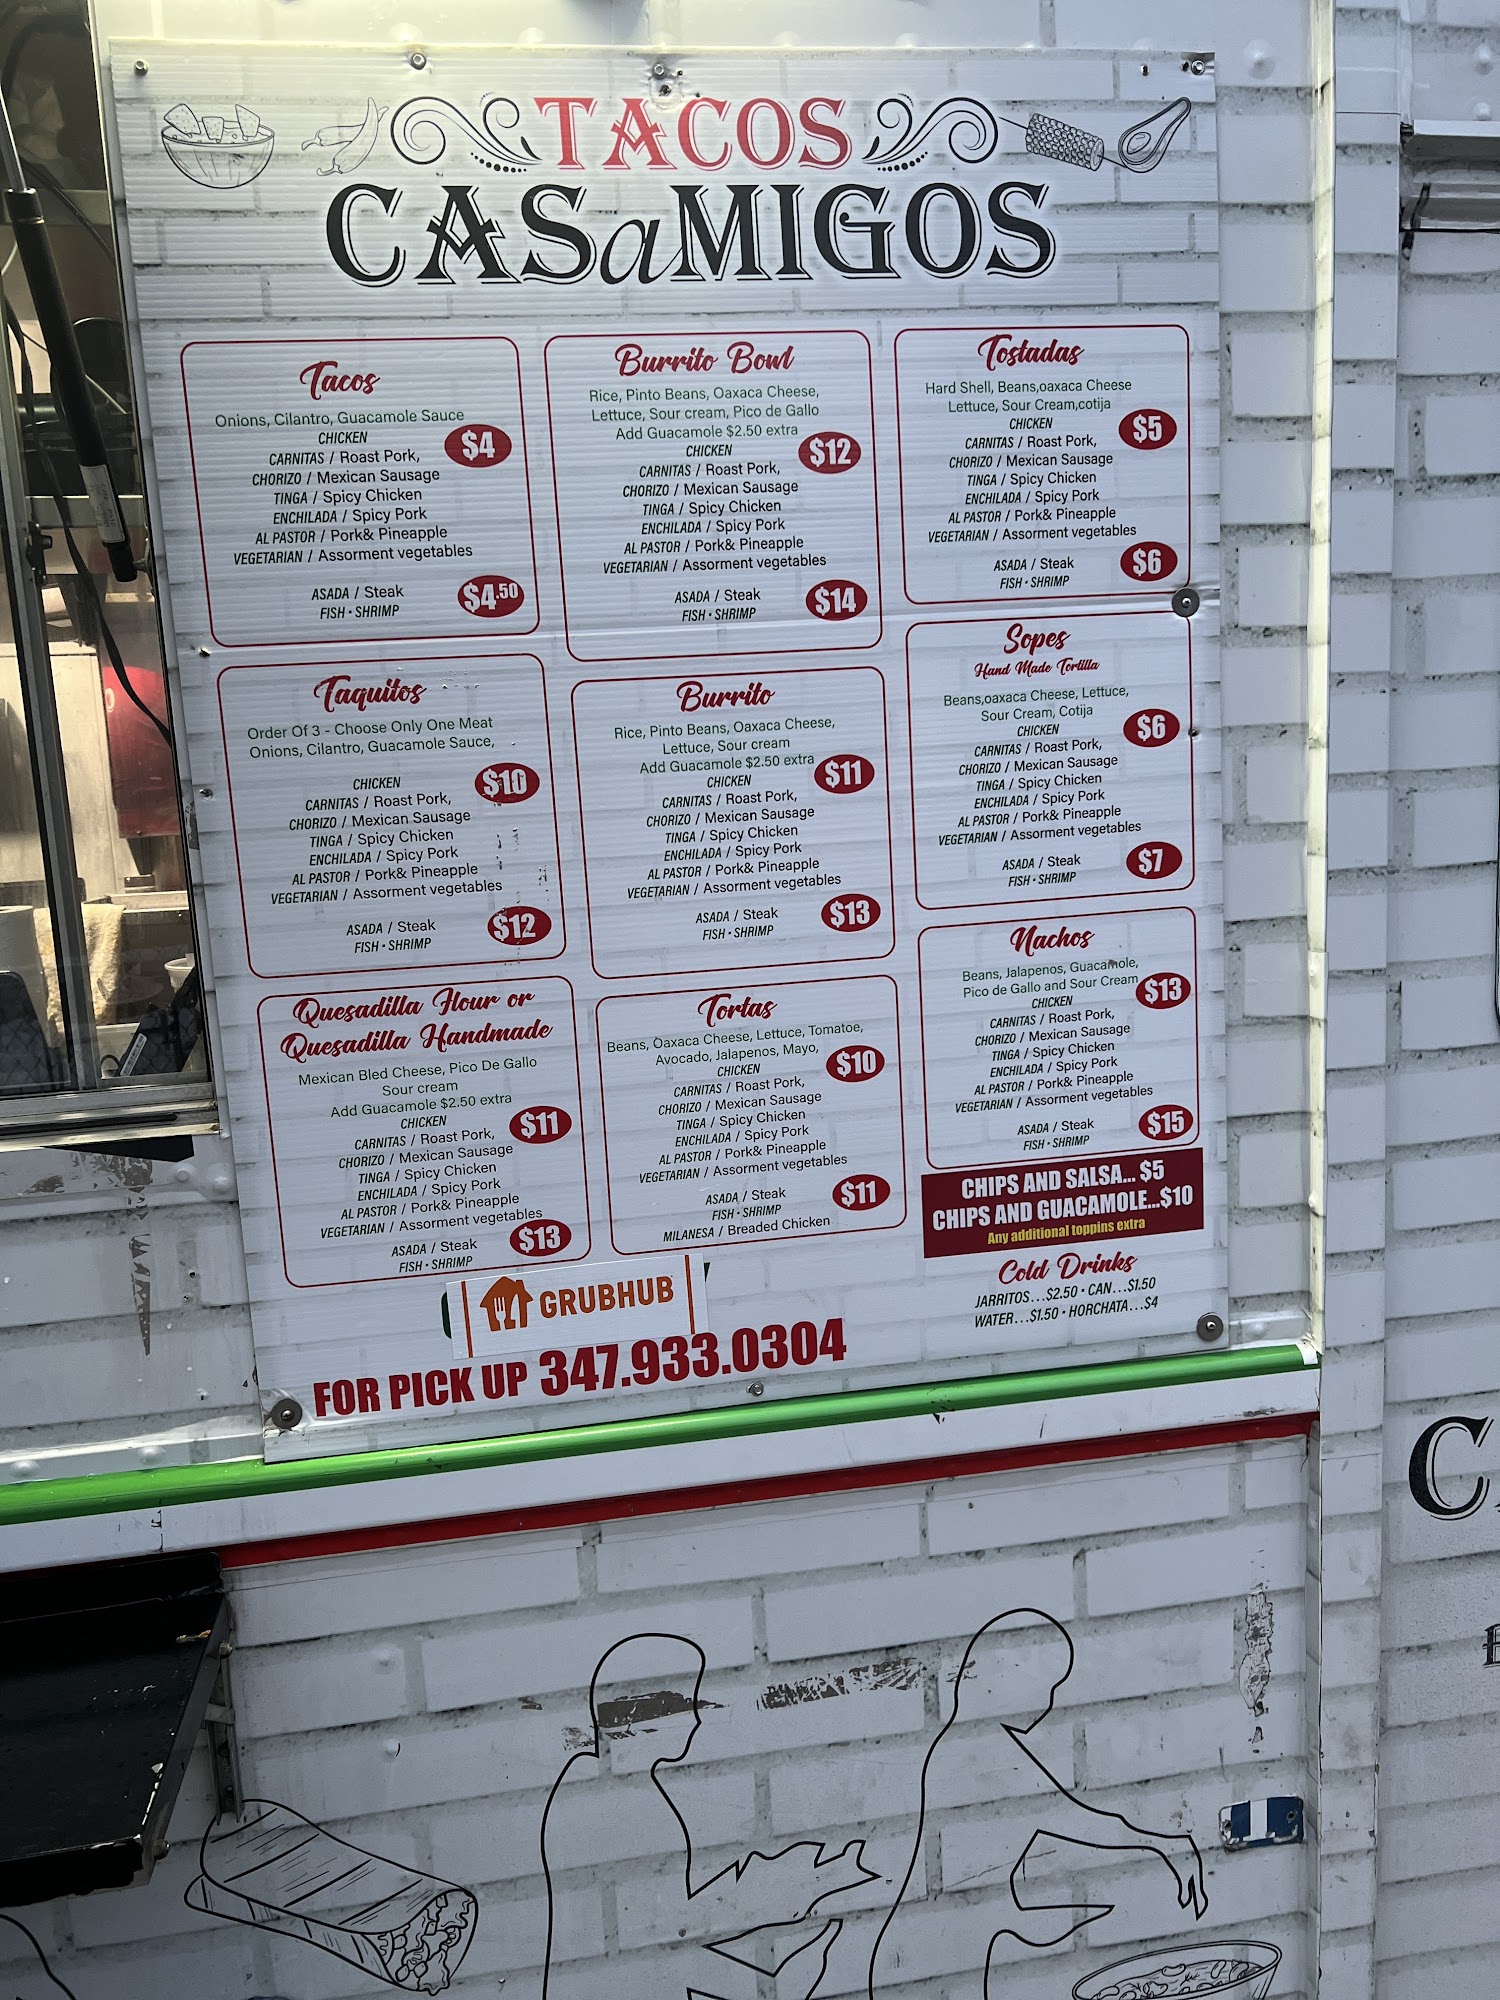 TACOS
CASaMIGOS
Tacos
Onions, Cilantro, Guacamole Sauce
CHICKEN
$4
CARNITAS / Roast Pork,
CHORIZO / Mexican Sausage
TINGA / Spicy Chicken
ENCHILADA / Spicy Pork
AL PASTOR / Pork& Pineapple
VEGETARIAN / Assorment vegetables
ASADA / Steak
$4.50
FISH • SHRIMP
Taquitos
Order Of 3 - Choose Only One Meat
Onions, Cilantro, Guacamole Sauce,
CHICKEN
$10
CARNITAS / Roast Pork,
CHORIZO / Mexican Sausage
TINGA / Spicy Chicken
ENCHILADA / Spicy Pork
AL PASTOR / Pork& Pineapple
VEGETARIAN / Assorment vegetables
ASADA / Steak
$12
FISH • SHRIMP
Quesadilla Flour or
Quesadilla Handmade
Mexican Bled Cheese, Pico De Gallo
Sour cream
Add Guacamole $2.50 extra
CHICKEN
$11
CARNITAS / Roast Pork,
CHORIZO / Mexican Sausage
TINGA / Spicy Chicken
ENCHILADA / Spicy Pork
AL PASTOR / Pork& Pineapple
VEGETARIAN / Assorment vegetables
ASADA / Steak
$13
FISH • SHRIMP
Burrito Bowl
Rice, Pinto Beans, Oaxaca Cheese,
Lettuce, Sour cream, Pico de Gallo
Add Guacamole $2.50 extra
CHICKEN
$12
CARNITAS / Roast Pork,
CHORIZO / Mexican Sausage
TINGA / Spicy Chicken
ENCHILADA / Spicy Pork
AL PASTOR / Pork& Pineapple
VEGETARIAN / Assorment vegetables
ASADA / Steak
$14
FISH • SHRIMP
Burrito
Rice, Pinto Beans, Oaxaca Cheese,
Lettuce, Sour cream
Add Guacamole $2.50 extra
CHICKEN
$11
CARNITAS / Roast Pork,
CHORIZO / Mexican Sausage
TINGA / Spicy Chicken
ENCHILADA / Spicy Pork
AL PASTOR / Pork& Pineapple
VEGETARIAN / Assorment vegetables
ASADA / Steak
$13
FISH • SHRIMP
Tortas
Beans, Oaxaca Cheese, Lettuce, Tomatoe,
Avocado, Jalapenos, Mayo,
CHICKEN
$10
CARNITAS / Roast Pork,
CHORIZO / Mexican Sausage
TINGA / Spicy Chicken
ENCHILADA / Spicy Pork
AL PASTOR / Pork& Pineapple
VEGETARIAN / Assorment vegetables
ASADA / Steak
$11
FISH • SHRIMP
MILANESA / Breaded Chicken
Tostadas
Hard Shell, Beans,oaxaca Cheese
Lettuce, Sour Cream,cotija
CHICKEN
$5
CARNITAS / Roast Pork,
CHORIZO / Mexican Sausage
TINGA / Spicy Chicken
ENCHILADA / Spicy Pork
AL PASTOR / Pork& Pineapple
VEGETARIAN / Assorment vegetables
ASADA / Steak
$6
FISH • SHRIMP
Sopes
Hand Made Tortilla
Beans,oaxaca Cheese, Lettuce,
Sour Cream, Cotija
CHICKEN
$6
CARNITAS / Roast Pork,
CHORIZO / Mexican Sausage
TINGA / Spicy Chicken
ENCHILADA / Spicy Pork
AL PASTOR / Pork& Pineapple
VEGETARIAN / Assorment vegetables
ASADA / Steak
$7
FISH • SHRIMP
Nachos
Beans, Jalapenos, Guacamole,
Pico de Gallo and Sour Cream
CHICKEN
$13
CARNITAS / Roast Pork,
CHORIZO / Mexican Sausage
TINGA / Spicy Chicken
ENCHILADA / Spicy Pork
AL PASTOR / Pork& Pineapple
VEGETARIAN / Assorment vegetables
ASADA / Steak
$15
FISH • SHRIMP
CHIPS AND SALSA... $5
CHIPS AND GUACAMOLE...$10
Any additional toppins extra
Cold Drinks
JARRITOS...$2.50 • CAN...$1.50
WATER...$1.50 • HORCHATA...$4
GRUBHUB
FOR PICK UP 347.933.0304
C